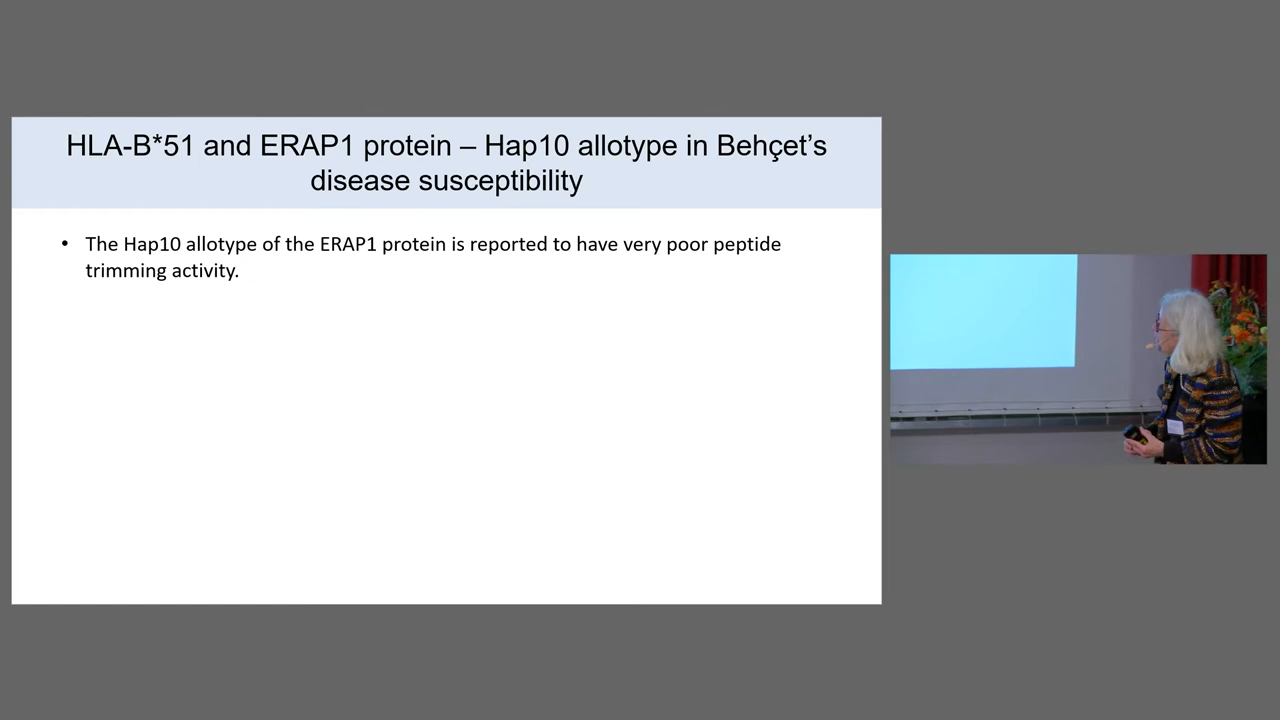 HLA-B*51 and ERAP1 protein – Hap10 allotype in Behçet’s
disease susceptibility
• The Hap10 allotype of the ERAP1 protein is reported to have very poor peptide
trimming activity.